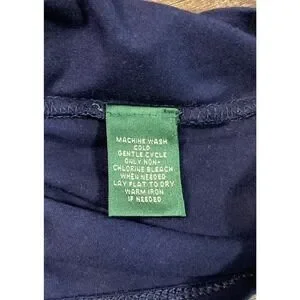 MACHINE WASH
COLD
GENTLE CYCLE
ONLY NON-
CHLORINE BLEACH
WHEN NEEDED
LAY FLAT TO DRY
WARM IRON
IF NEEDED